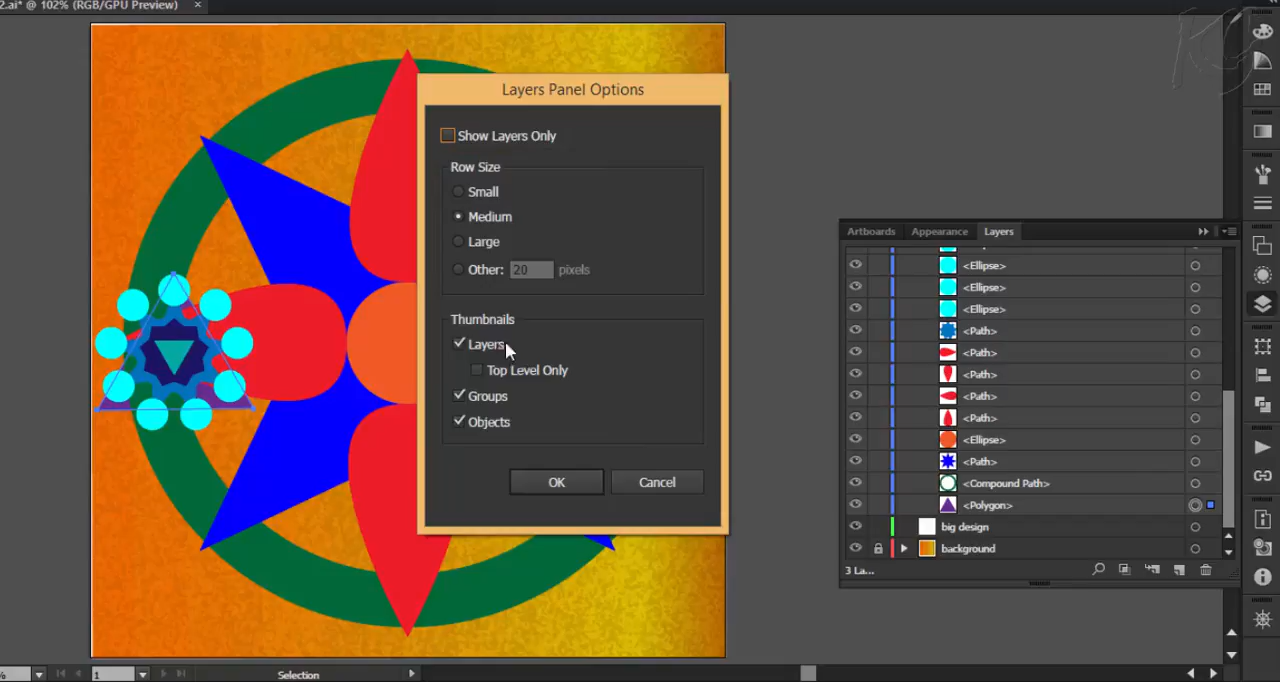 2.ai* @ 102% (RGB/GPU Preview) ×
Layers Panel Options
Show Layers Only
Row Size
Small
Medium
Large
Other: 20 pixels
Thumbnails
Layers
Top Level Only
Groups
Objects
OK Cancel
Artboards Appearance Layers
<Ellipse>
<Ellipse>
<Ellipse>
<Path>
<Path>
<Path>
<Path>
<Path>
<Ellipse>
<Path>
<Compound Path>
<Polygon>
big design
background
3 La...
% 1 Selection